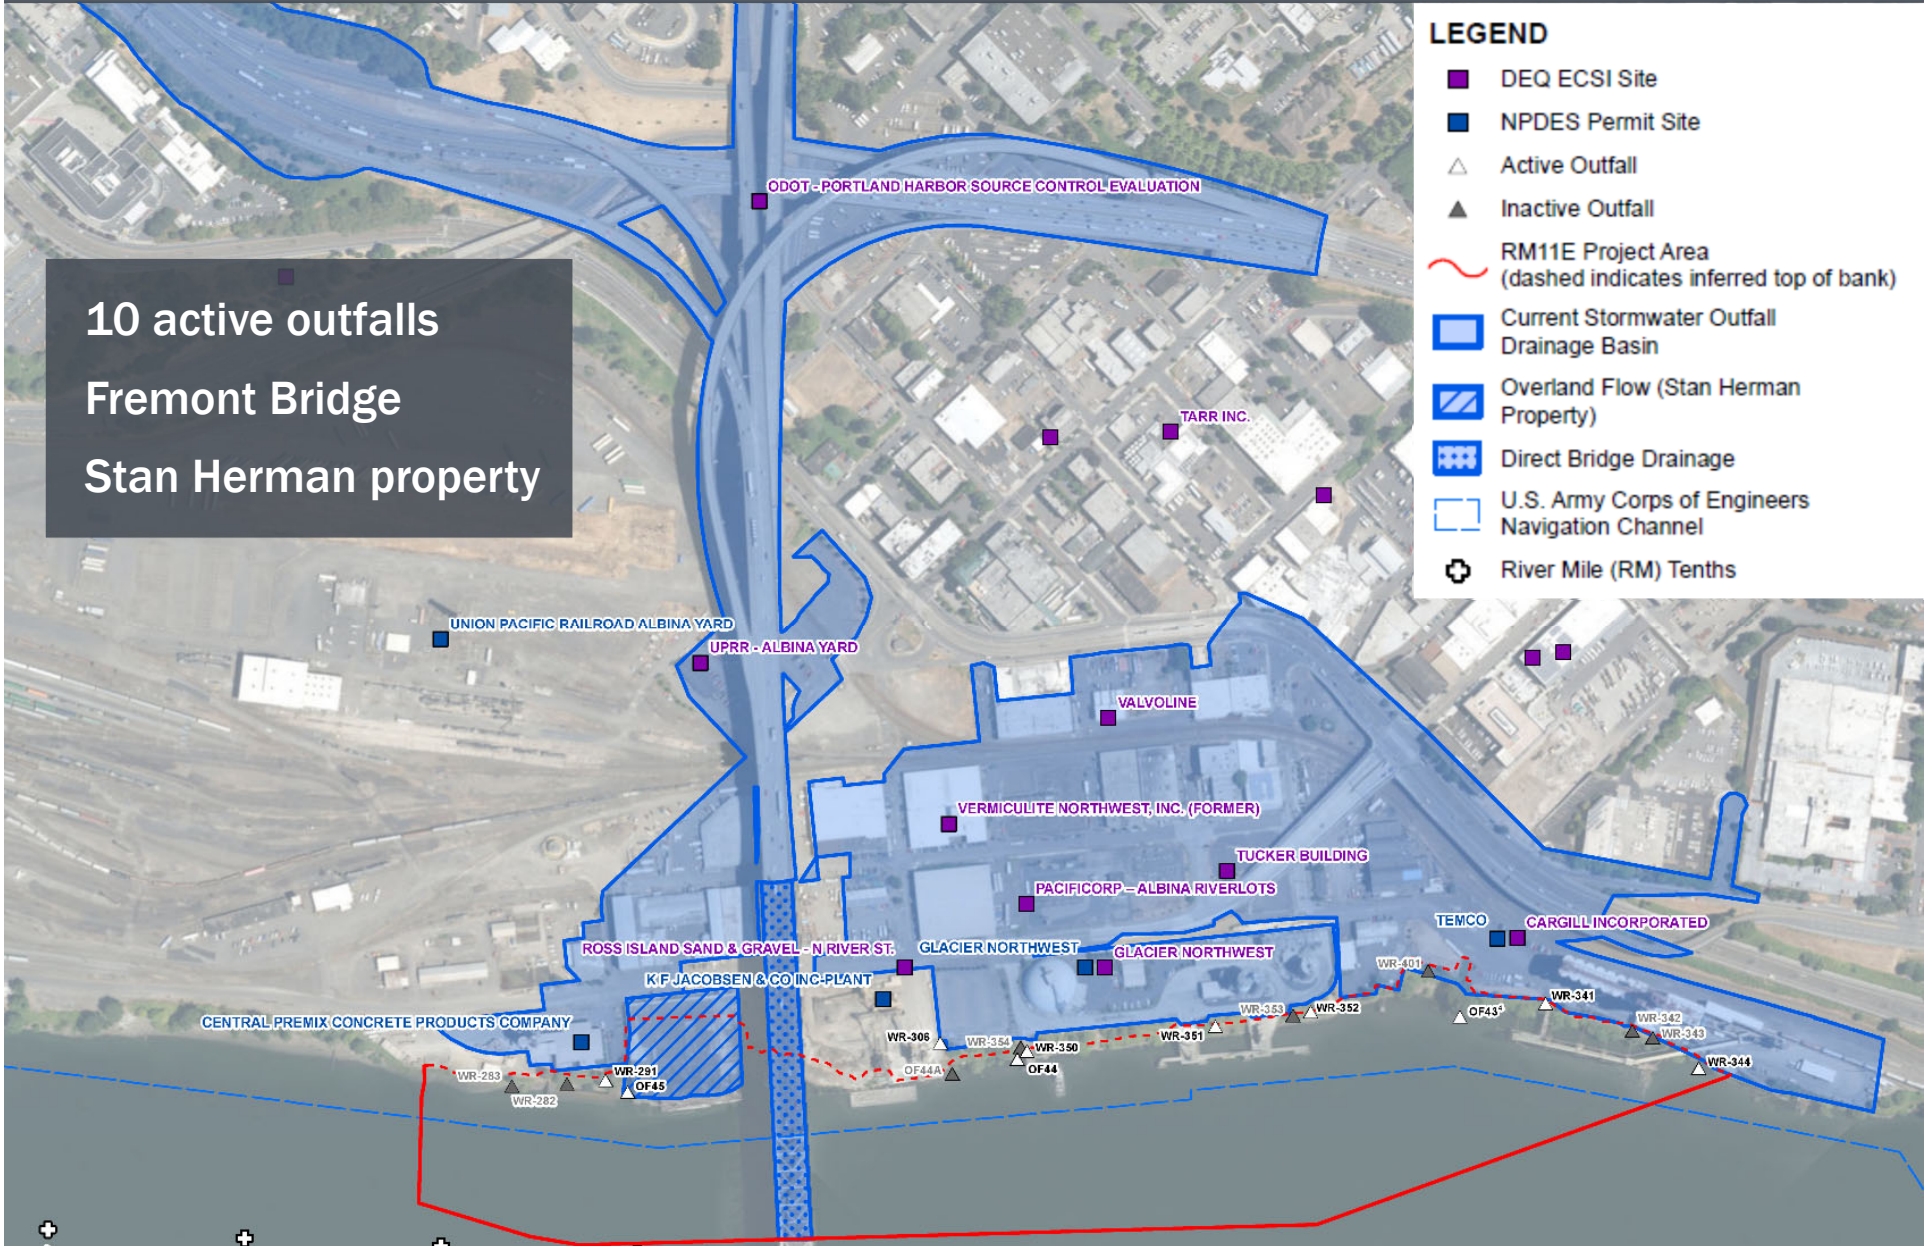 10 active outfalls
Fremont Bridge
Stan Herman property
LEGEND
DEQ ECSI Site
NPDES Permit Site
Active Outfall
Inactive Outfall
RM11E Project Area
(dashed indicates inferred top of bank)
Current Stormwater Outfall
Drainage Basin
Overland Flow (Stan Herman
Property)
Direct Bridge Drainage
U.S. Army Corps of Engineers
Navigation Channel
River Mile (RM) Tenths
ODOT - PORTLAND HARBOR SOURCE CONTROL EVALUATION
TARR INC.
UNION PACIFIC RAILROAD ALBINA YARD
UPRR - ALBINA YARD
VALVOLINE
VERMICULITE NORTHWEST, INC. (FORMER)
TUCKER BUILDING
PACIFICORP – ALBINA RIVERLOTS
TEMCO
CARGILL INCORPORATED
ROSS ISLAND SAND & GRAVEL - N RIVER ST.
GLACIER NORTHWEST
GLACIER NORTHWEST
K F JACOBSEN & CO INC-PLANT
WR-401
WR-341
CENTRAL PREMIX CONCRETE PRODUCTS COMPANY
WR-353
WR-352
OF43⁴
WR-342
WR-343
WR-306
WR-354
WR-350
WR-351
WR-344
OF44A
OF44
WR-283
WR-291
OF45
WR-282